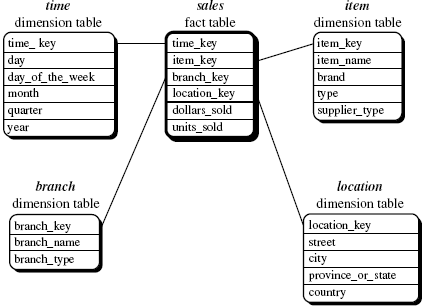 time
dimension table
time_ key
day
day_of_the_week
month
quarter
year
sales
fact table
time_key
item_key
branch_key
location_key
dollars_sold
units_sold
item
dimension table
item_key
item_name
brand
type
supplier_type
branch
dimension table
branch_key
branch_name
branch_type
location
dimension table
location_key
street
city
province_or_state
country